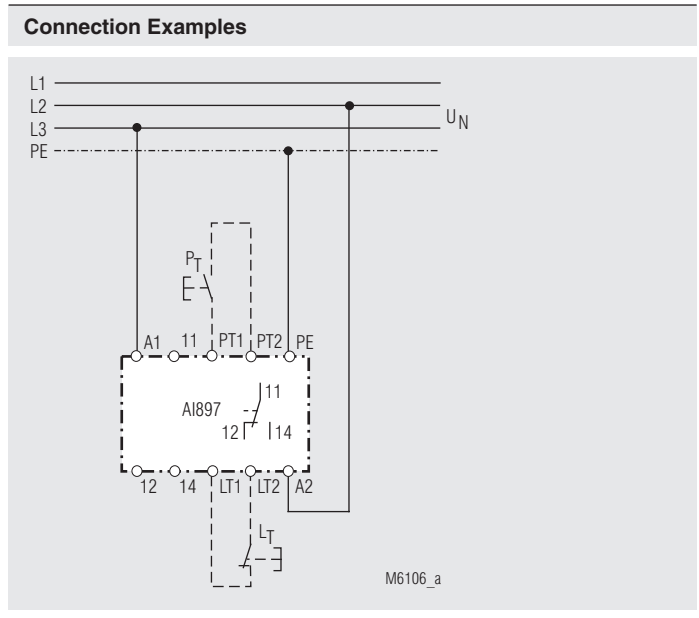 Connection Examples
L1
L2
L3
PE
UN
PT
A1 11 PT1 PT2 PE
AI897
11
12 14
12 14 LT1 LT2 A2
LT
M6106_a